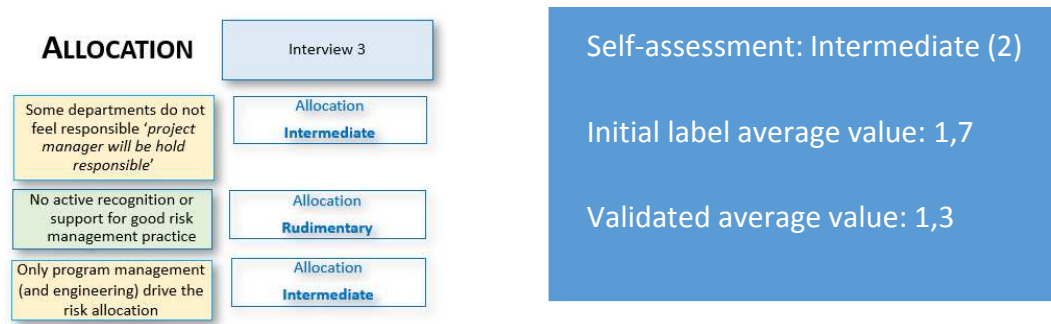 ALLOCATION
Interview 3
Some departments do not
feel responsible ‘project
manager will be hold
responsible’
Allocation
Intermediate
No active recognition or
support for good risk
management practice
Allocation
Rudimentary
Only program management
(and engineering) drive the
risk allocation
Allocation
Intermediate
Self-assessment: Intermediate (2)
Initial label average value: 1,7
Validated average value: 1,3